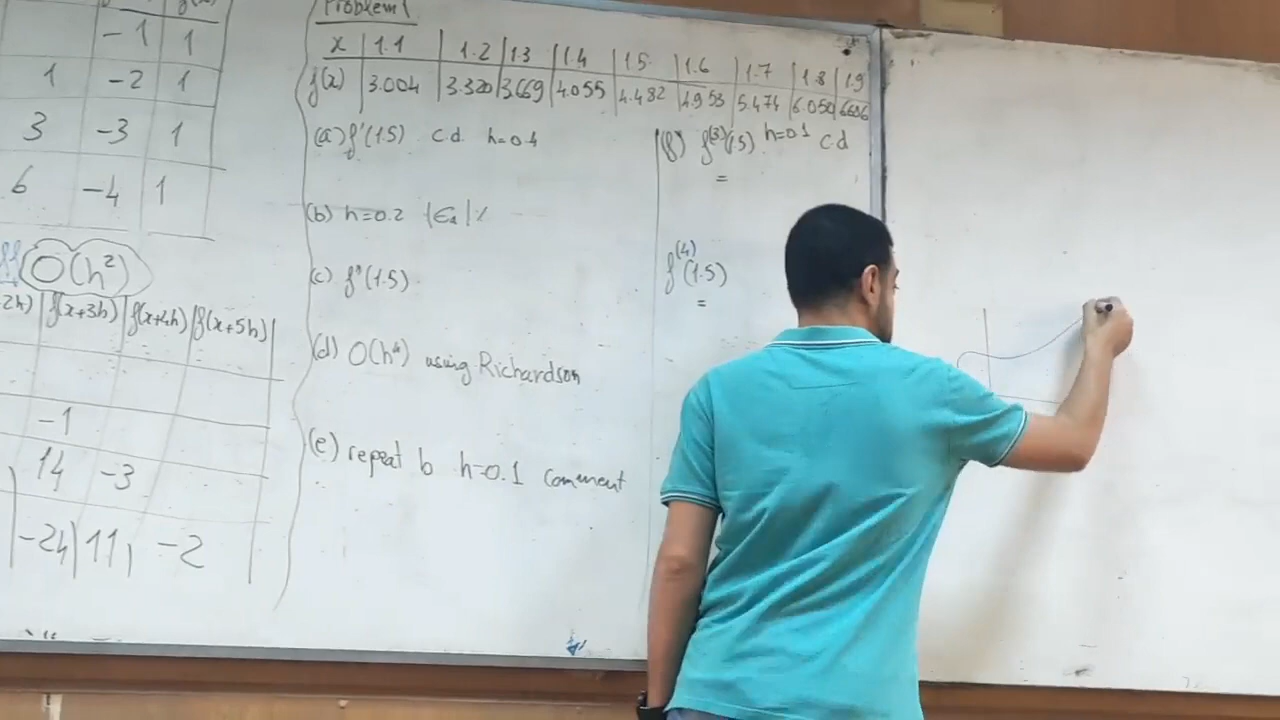 -1 1
1 -2 1
3 -3 1
6 -4 1
O(h²)
2h) f(x+3h) f(x+4h) f(x+5h)
-1
14 -3
-24 11 -2
Problem 1
x 1.1 1.2 1.3 1.4 1.5 1.6 1.7 1.8 1.9
f(x) 3.004 3.320 3.669 4.055 4.482 4.953 5.474 6.050
(a) f'(1.5) c.d. h=0.4
(b) h=0.2 |εₐ|%
(c) f''(1.5)
(d) O(h⁴) using Richardson
(e) repeat b h=0.1 comment
(f) f⁽³⁾(1.5) h=0.1 c d
=
f⁽⁴⁾(1.5)
=